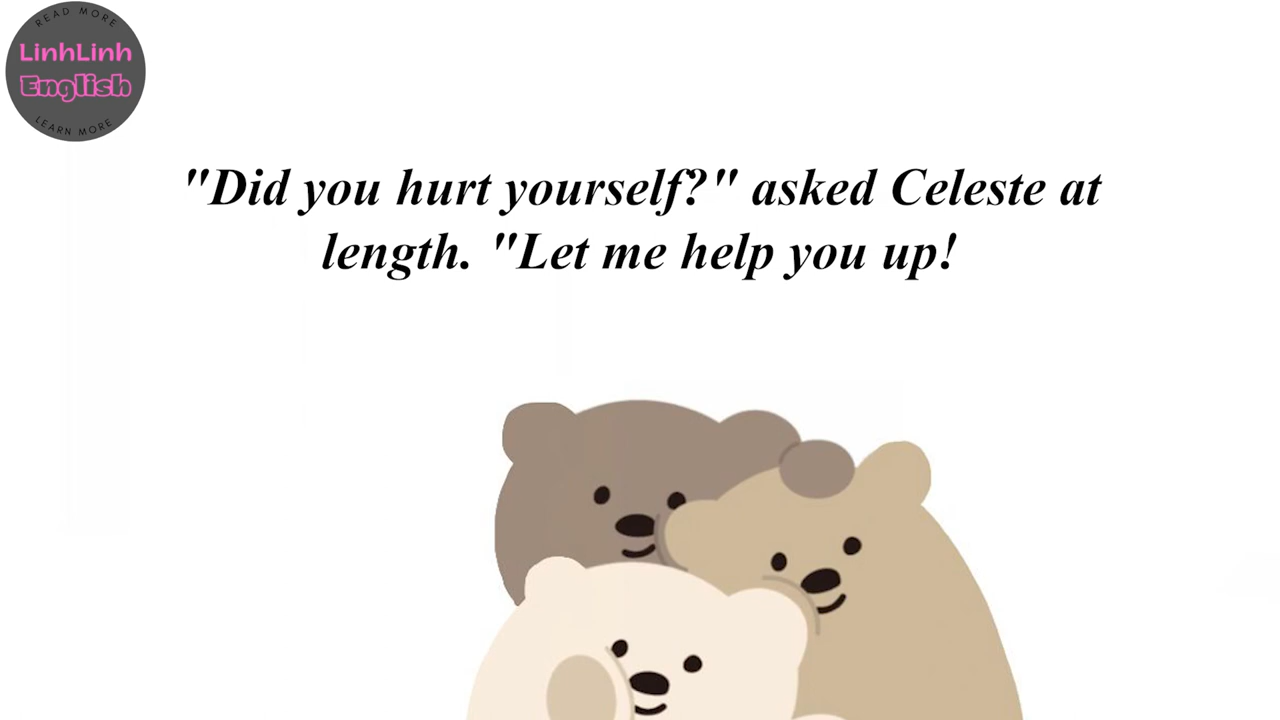 READ MORE
LinhLinh
English
LEARN MORE
"Did you hurt yourself?" asked Celeste at
length. "Let me help you up!